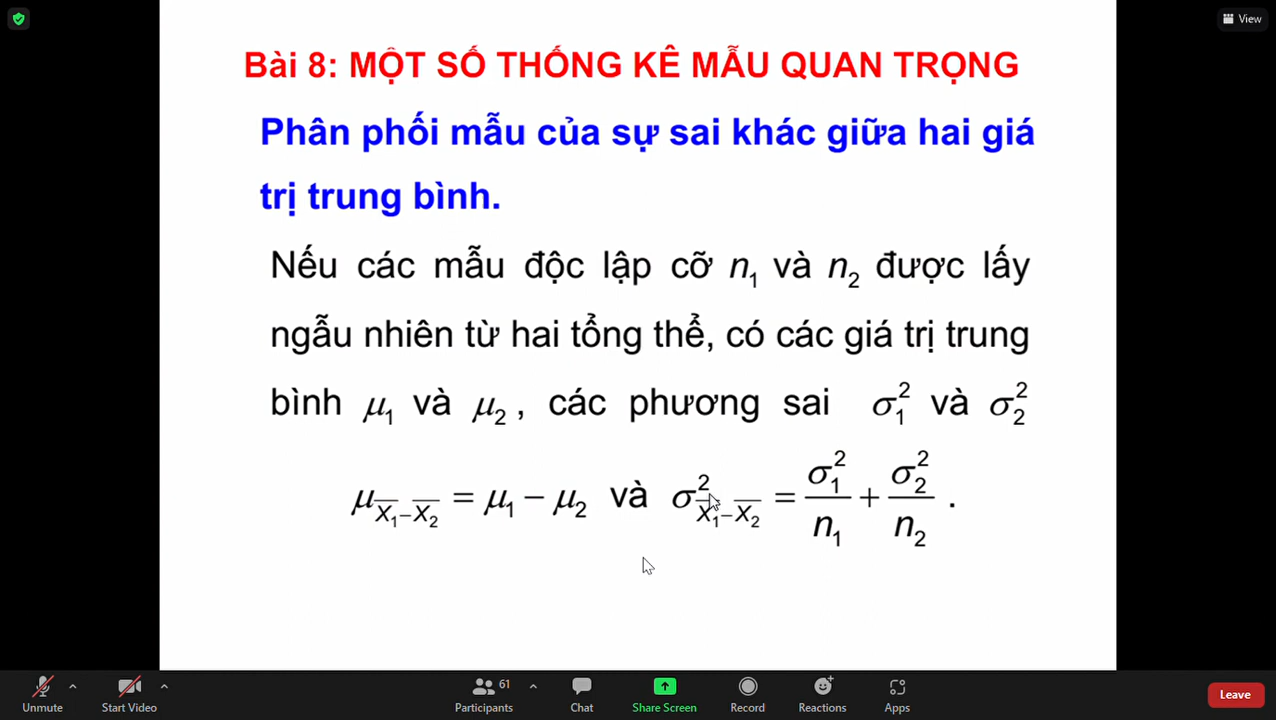 View
Bài 8: MỘT SỐ THỐNG KÊ MẪU QUAN TRỌNG
Phân phối mẫu của sự sai khác giữa hai giá
trị trung bình.
Nếu các mẫu độc lập cỡ n₁ và n₂ được lấy
ngẫu nhiên từ hai tổng thể, có các giá trị trung
bình μ₁ và μ₂ , các phương sai σ₁² và σ₂²
μ_{X̅₁−X̅₂} = μ₁ − μ₂ và σ²_{X̅₁−X̅₂} = σ₁²/n₁ + σ₂²/n₂ .
Unmute Start Video Participants 61 Chat Share Screen Record Reactions Apps Leave